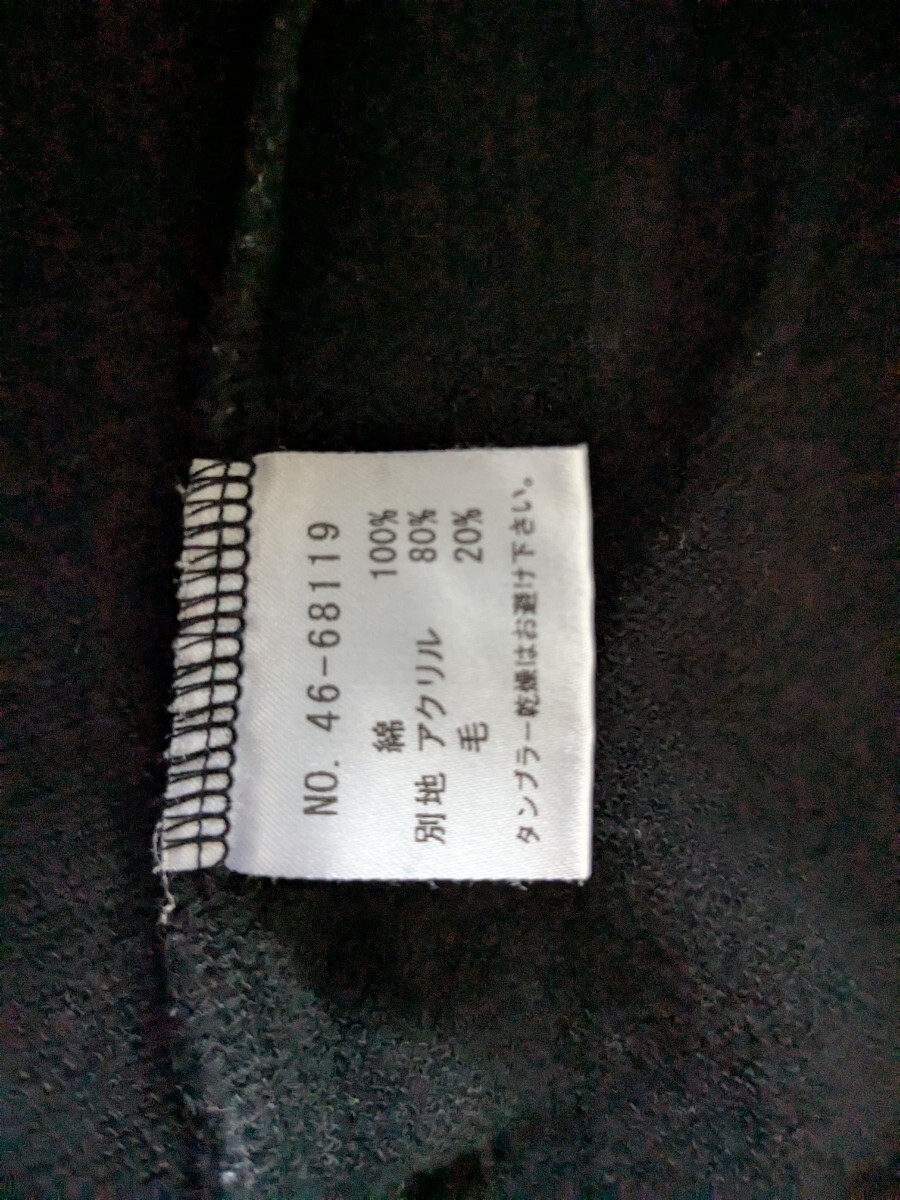 NO. 46-68119
綿 100%
別地 アクリル 80%
毛 20%
タンブラー乾燥はお避け下さい。